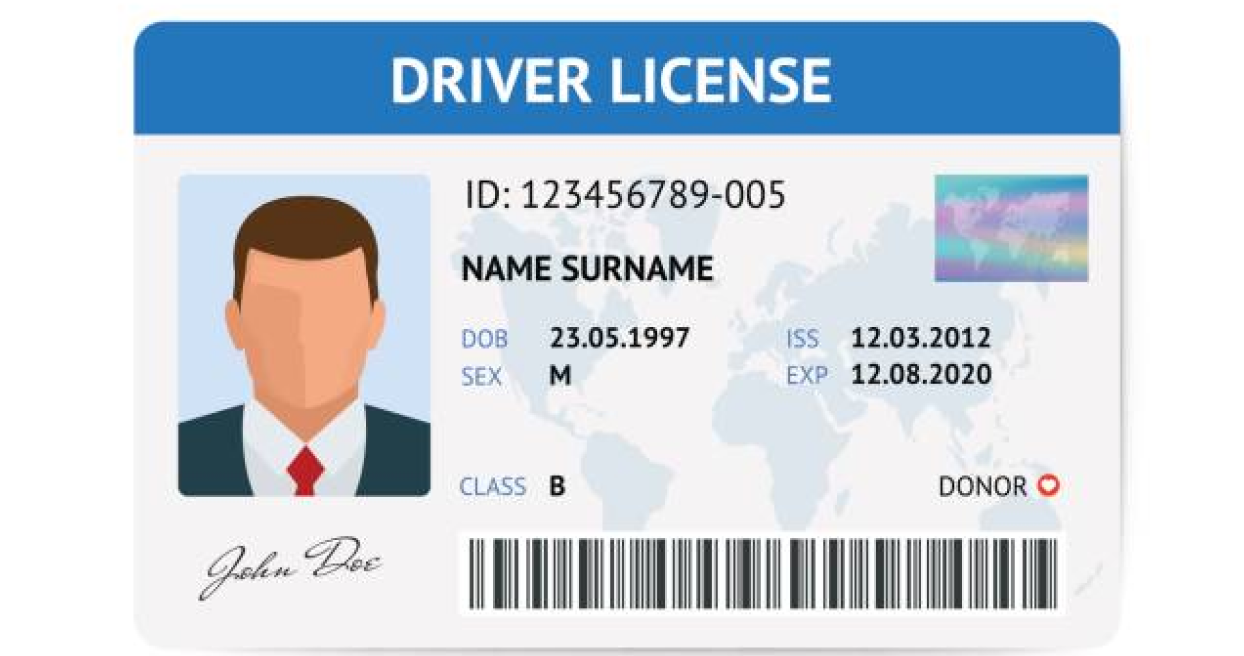 DRIVER LICENSE
ID: 123456789-005
NAME SURNAME
DOB 23.05.1997 ISS 12.03.2012
SEX M EXP 12.08.2020
CLASS B DONOR
John Doe